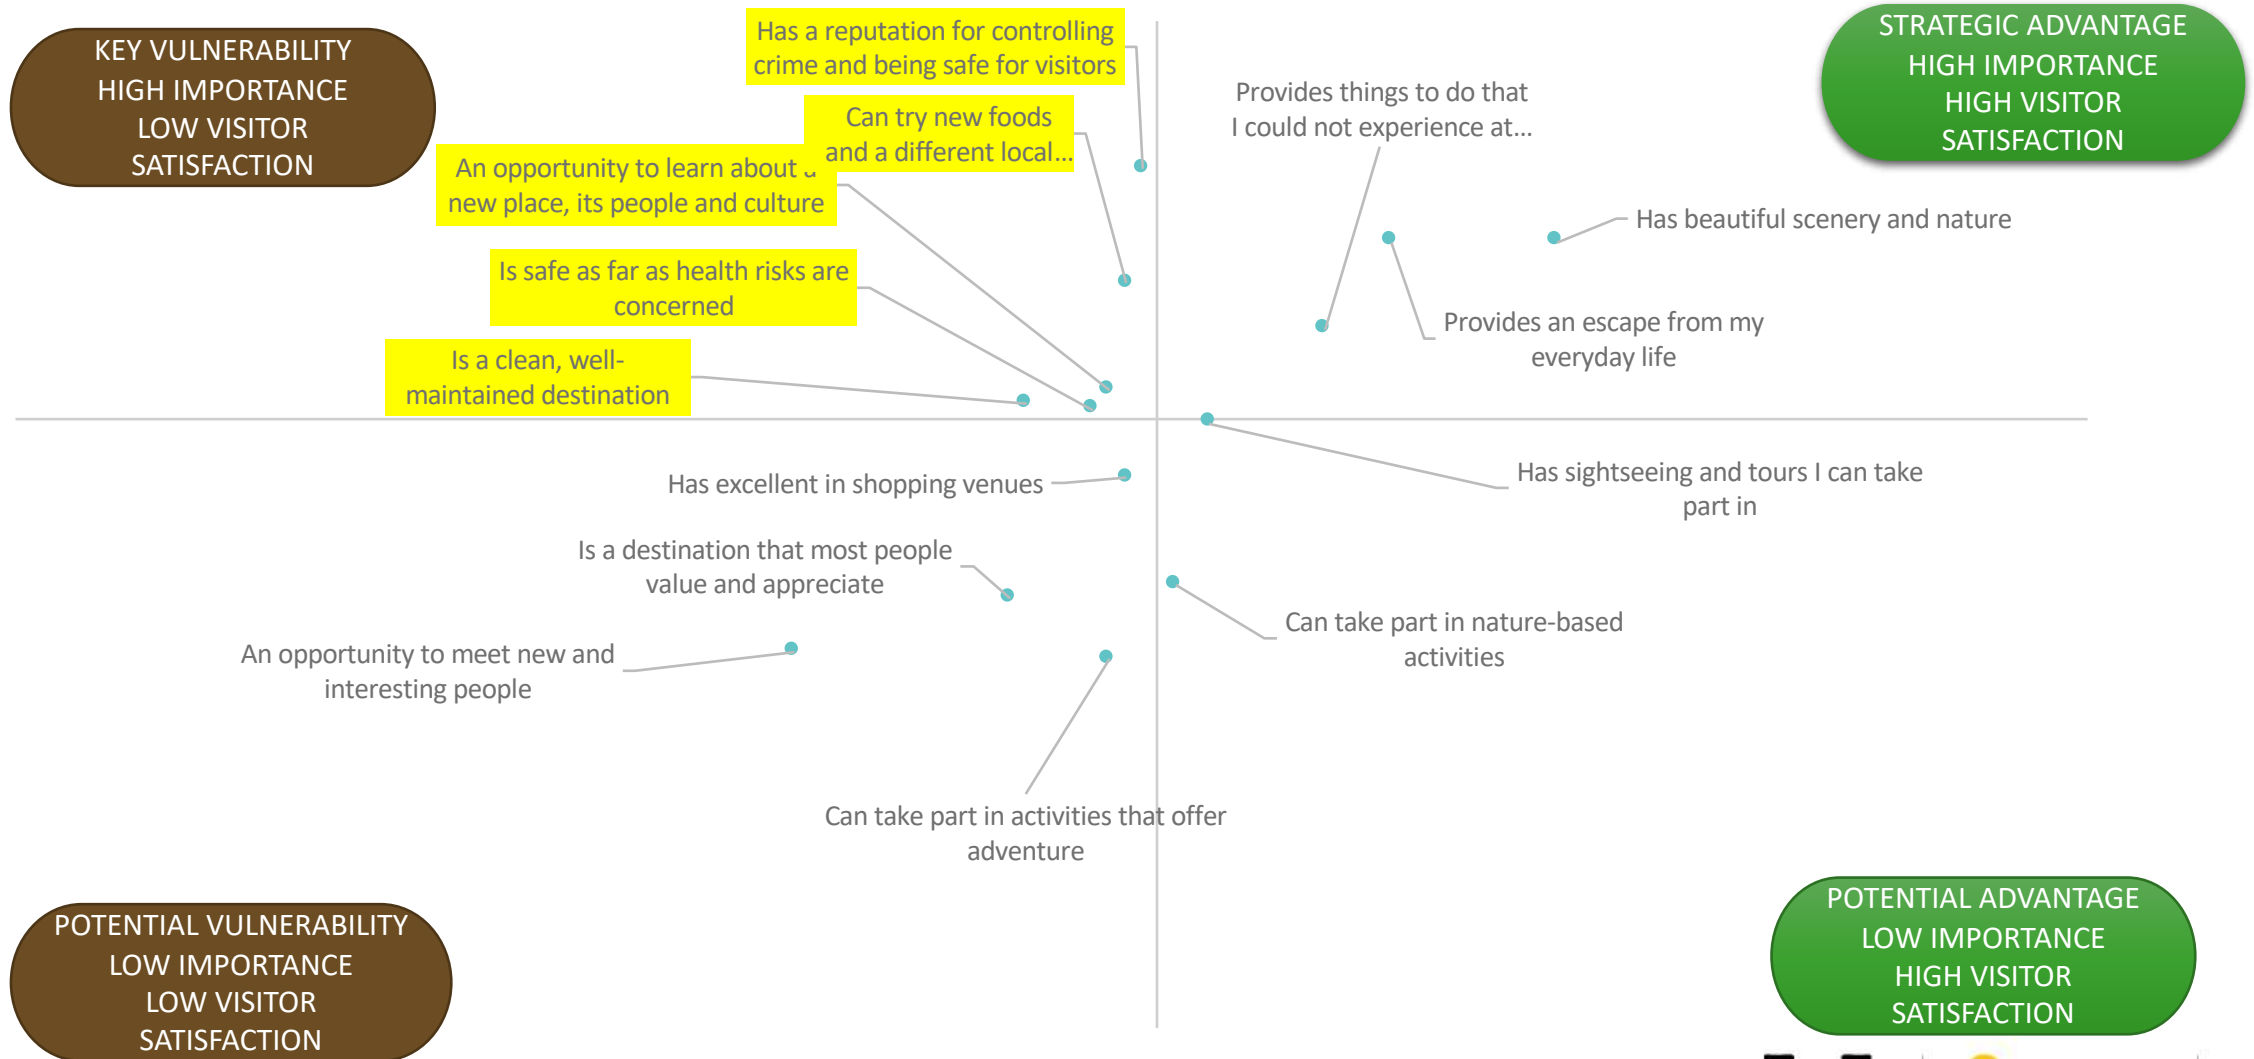 KEY VULNERABILITY
HIGH IMPORTANCE
LOW VISITOR
SATISFACTION
STRATEGIC ADVANTAGE
HIGH IMPORTANCE
HIGH VISITOR
SATISFACTION
Has a reputation for controlling
crime and being safe for visitors
Can try new foods
and a different local...
An opportunity to learn about a
new place, its people and culture
Is safe as far as health risks are
concerned
Is a clean, well-
maintained destination
Provides things to do that
I could not experience at...
Has beautiful scenery and nature
Provides an escape from my
everyday life
Has excellent in shopping venues
Has sightseeing and tours I can take
part in
Is a destination that most people
value and appreciate
An opportunity to meet new and
interesting people
Can take part in nature-based
activities
Can take part in activities that offer
adventure
POTENTIAL VULNERABILITY
LOW IMPORTANCE
LOW VISITOR
SATISFACTION
POTENTIAL ADVANTAGE
LOW IMPORTANCE
HIGH VISITOR
SATISFACTION